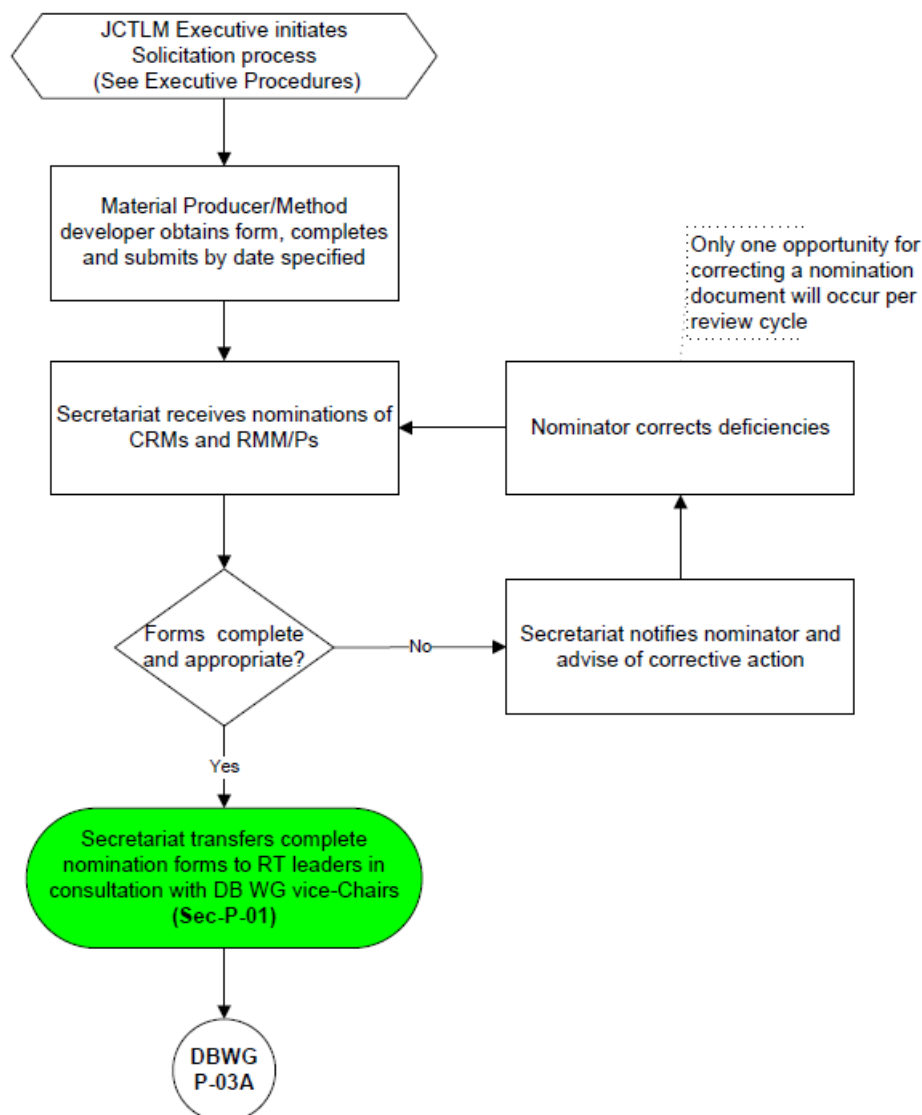 JCTLM Executive initiates
Solicitation process
(See Executive Procedures)
Material Producer/Method
developer obtains form, completes
and submits by date specified
Only one opportunity for
correcting a nomination
document will occur per
review cycle
Secretariat receives nominations of
CRMs and RMM/Ps
Nominator corrects deficiencies
Forms complete
and appropriate?
No
Secretariat notifies nominator and
advise of corrective action
Yes
Secretariat transfers complete
nomination forms to RT leaders in
consultation with DB WG vice-Chairs
(Sec-P-01)
DBWG
P-03A